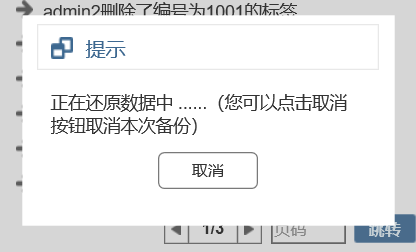 admin2删除了编号为1001的标签
提示
正在还原数据中 ......（您可以点击取消
按钮取消本次备份）
取消
1/3 页码 跳转